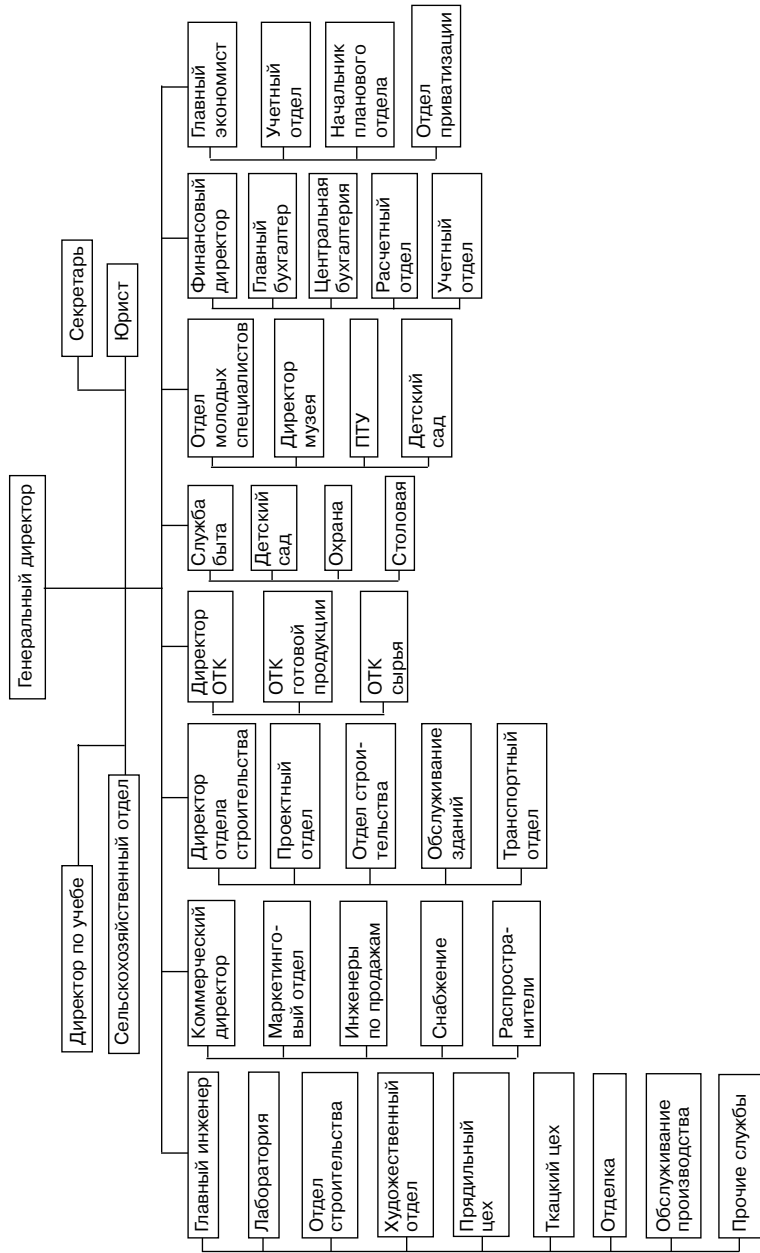 Генеральный директор
Директор по учебе
Секретарь
Сельскохозяйственный отдел
Юрист
Главный инженер
Лаборатория
Отдел
строительства
Художественный
отдел
Прядильный
цех
Ткацкий цех
Отделка
Обслуживание
производства
Прочие службы
Коммерческий
директор
Маркетинго-
вый отдел
Инженеры
по продажам
Снабжение
Распростра-
нители
Директор
отдела
строительства
Проектный
отдел
Отдел строи-
тельства
Обслуживание
зданий
Транспортный
отдел
Директор
ОТК
ОТК
готовой
продукции
ОТК
сырья
Служба
быта
Детский
сад
Охрана
Столовая
Отдел
молодых
специалистов
Директор
музея
ПТУ
Детский
сад
Финансовый
директор
Главный
бухгалтер
Центральная
бухгалтерия
Расчетный
отдел
Учетный
отдел
Главный
экономист
Учетный
отдел
Начальник
планового
отдела
Отдел
приватизации